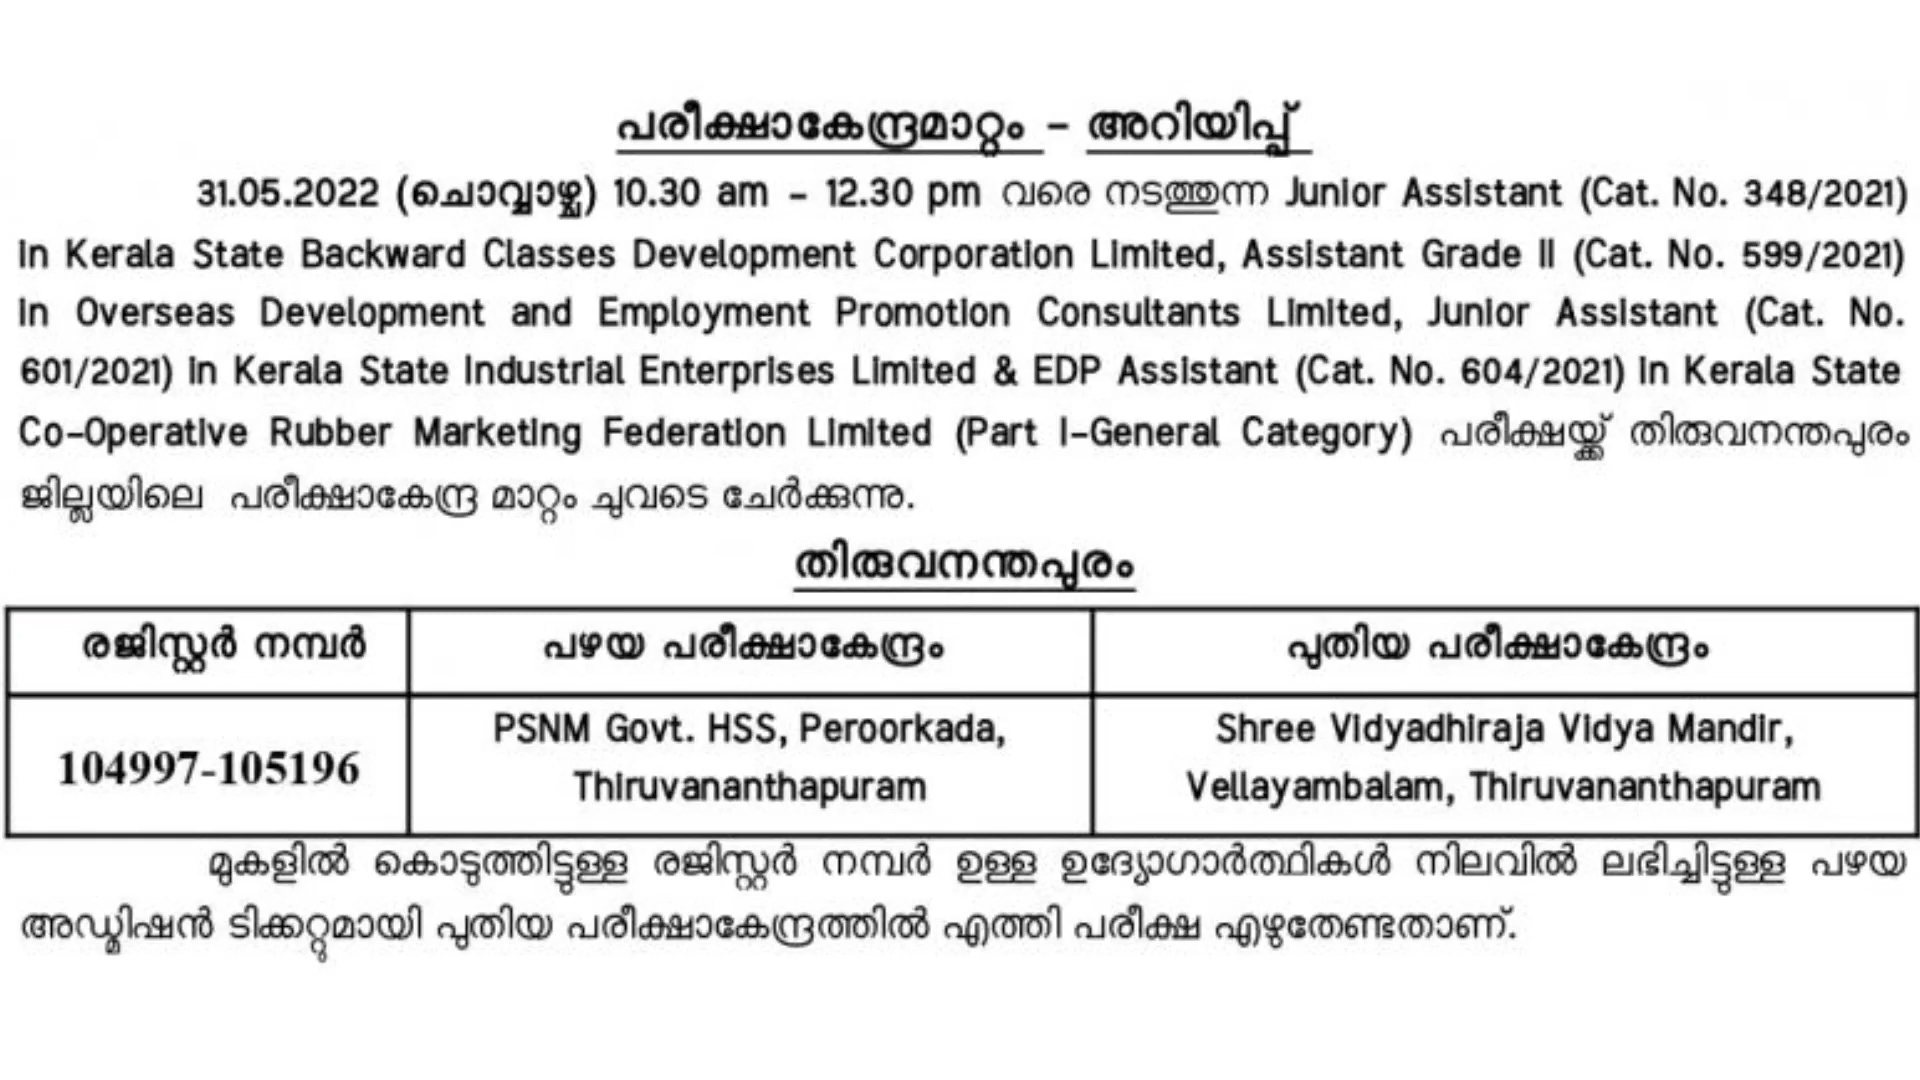 പരീക്ഷാകേന്ദ്രമാറ്റം - അറിയിപ്പ്
31.05.2022 (ചൊവ്വാഴ്ച) 10.30 am - 12.30 pm വരെ നടത്തുന്ന Junior Assistant (Cat. No. 348/2021)
in Kerala State Backward Classes Development Corporation Limited, Assistant Grade II (Cat. No. 599/2021)
in Overseas Development and Employment Promotion Consultants Limited, Junior Assistant (Cat. No.
601/2021) in Kerala State Industrial Enterprises Limited & EDP Assistant (Cat. No. 604/2021) in Kerala State
Co-Operative Rubber Marketing Federation Limited (Part I-General Category) പരീക്ഷയ്ക്ക് തിരുവനന്തപുരം
ജില്ലയിലെ പരീക്ഷാകേന്ദ്ര മാറ്റം ചുവടെ ചേർക്കുന്നു.
തിരുവനന്തപുരം
രജിസ്റ്റർ നമ്പർ പഴയ പരീക്ഷാകേന്ദ്രം പുതിയ പരീക്ഷാകേന്ദ്രം
PSNM Govt. HSS, Peroorkada, Shree Vidyadhiraja Vidya Mandir,
104997-105196
Thiruvananthapuram Vellayambalam, Thiruvananthapuram
മുകളിൽ കൊടുത്തിട്ടുള്ള രജിസ്റ്റർ നമ്പർ ഉള്ള ഉദ്യോഗാർത്ഥികൾ നിലവിൽ ലഭിച്ചിട്ടുള്ള പഴയ
അഡ്മിഷൻ ടിക്കറ്റുമായി പുതിയ പരീക്ഷാകേന്ദ്രത്തിൽ എത്തി പരീക്ഷ എഴുതേണ്ടതാണ്.